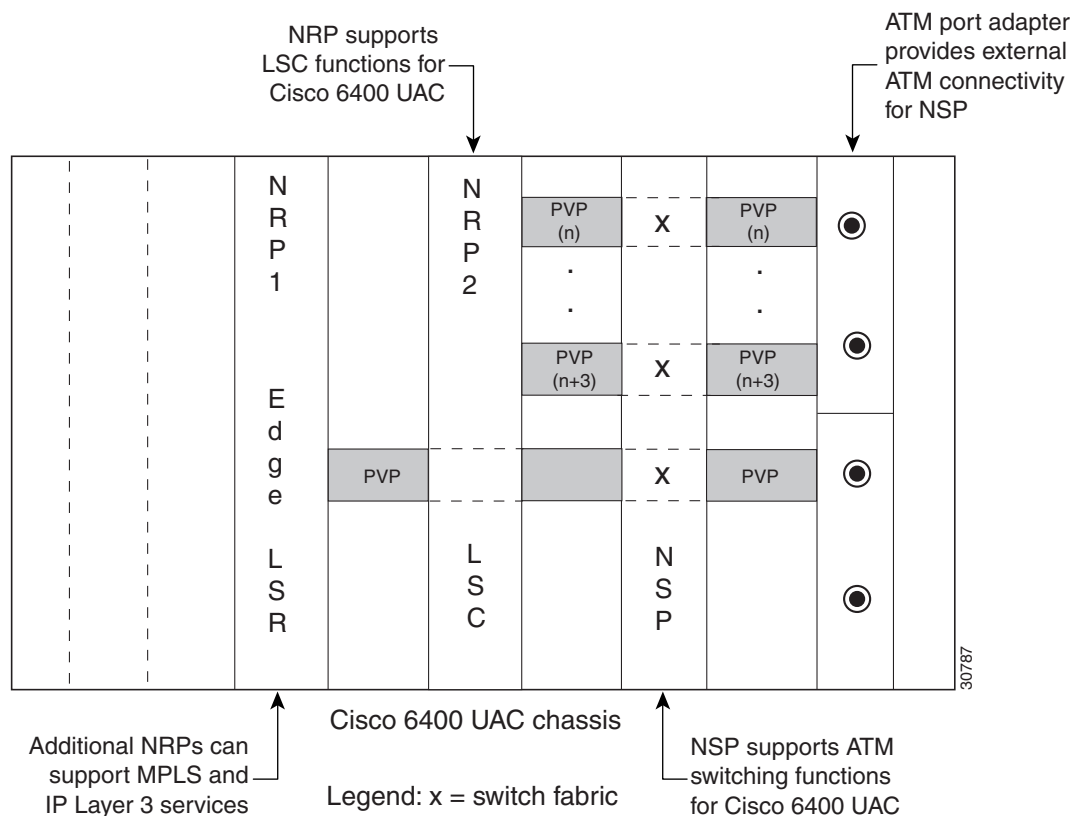 NRP supports
LSC functions for
Cisco 6400 UAC
ATM port adapter
provides external
ATM connectivity
for NSP
N
R
P
1
E
d
g
e
L
S
R
N
R
P
2
L
S
C
PVP
(n)
x
PVP
(n)
.
.
.
.
PVP
(n+3)
x
PVP
(n+3)
PVP
x
PVP
N
S
P
30787
Cisco 6400 UAC chassis
Additional NRPs can
support MPLS and
IP Layer 3 services
Legend: x = switch fabric
NSP supports ATM
switching functions
for Cisco 6400 UAC